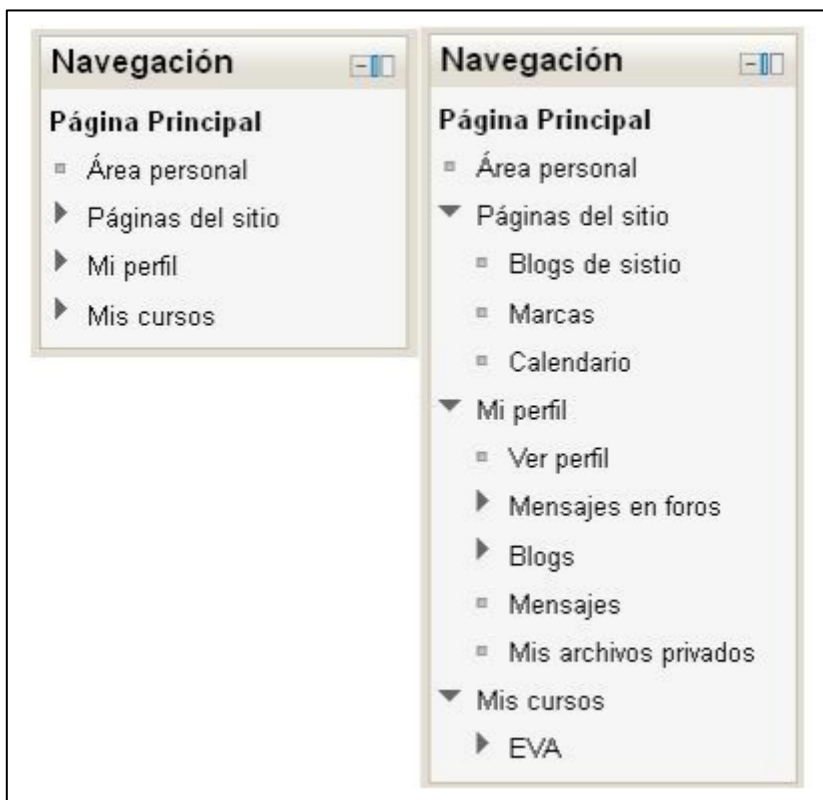 Navegación
Página Principal
Área personal
Páginas del sitio
Mi perfil
Mis cursos
Navegación
Página Principal
Área personal
Páginas del sitio
Blogs de sistio
Marcas
Calendario
Mi perfil
Ver perfil
Mensajes en foros
Blogs
Mensajes
Mis archivos privados
Mis cursos
EVA